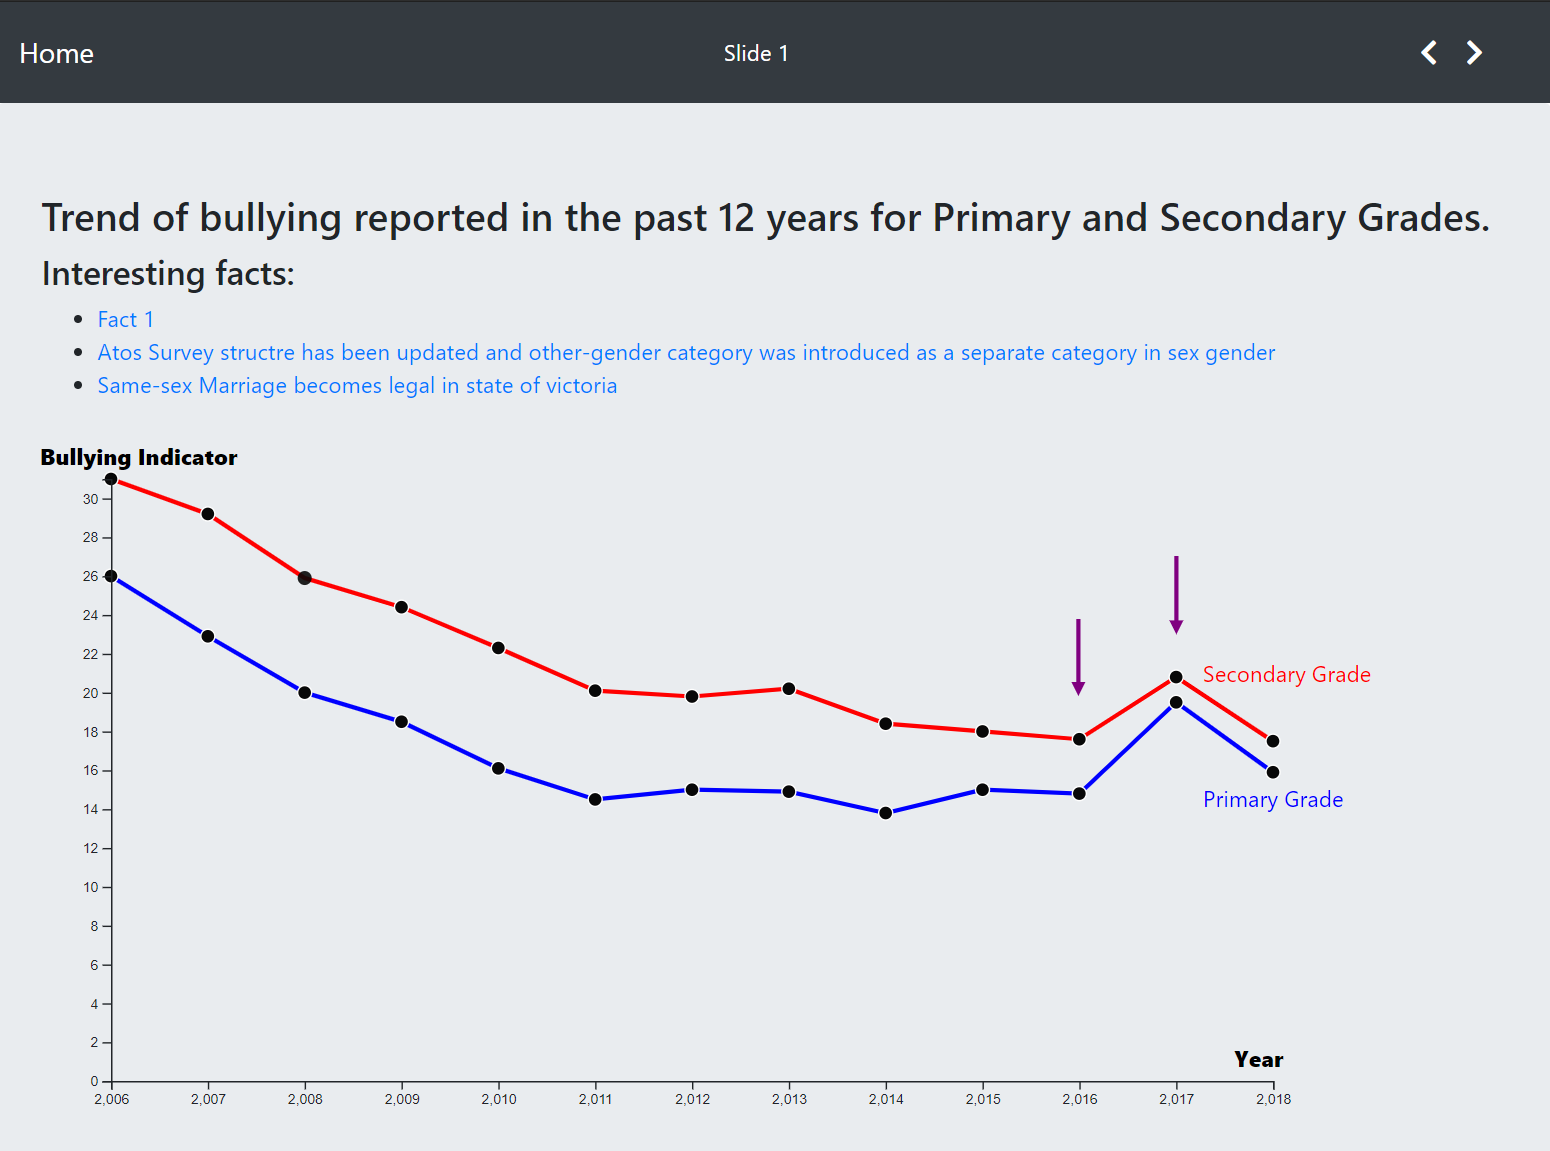 Home
Slide 1
Trend of bullying reported in the past 12 years for Primary and Secondary Grades.
Interesting facts:
Fact 1
Atos Survey structre has been updated and other-gender category was introduced as a separate category in sex gender
Same-sex Marriage becomes legal in state of victoria
Bullying Indicator
30
28
26
24
22
20
18
16
14
12
10
8
6
4
2
0
Secondary Grade
Primary Grade
Year
2,006 2,007 2,008 2,009 2,010 2,011 2,012 2,013 2,014 2,015 2,016 2,017 2,018